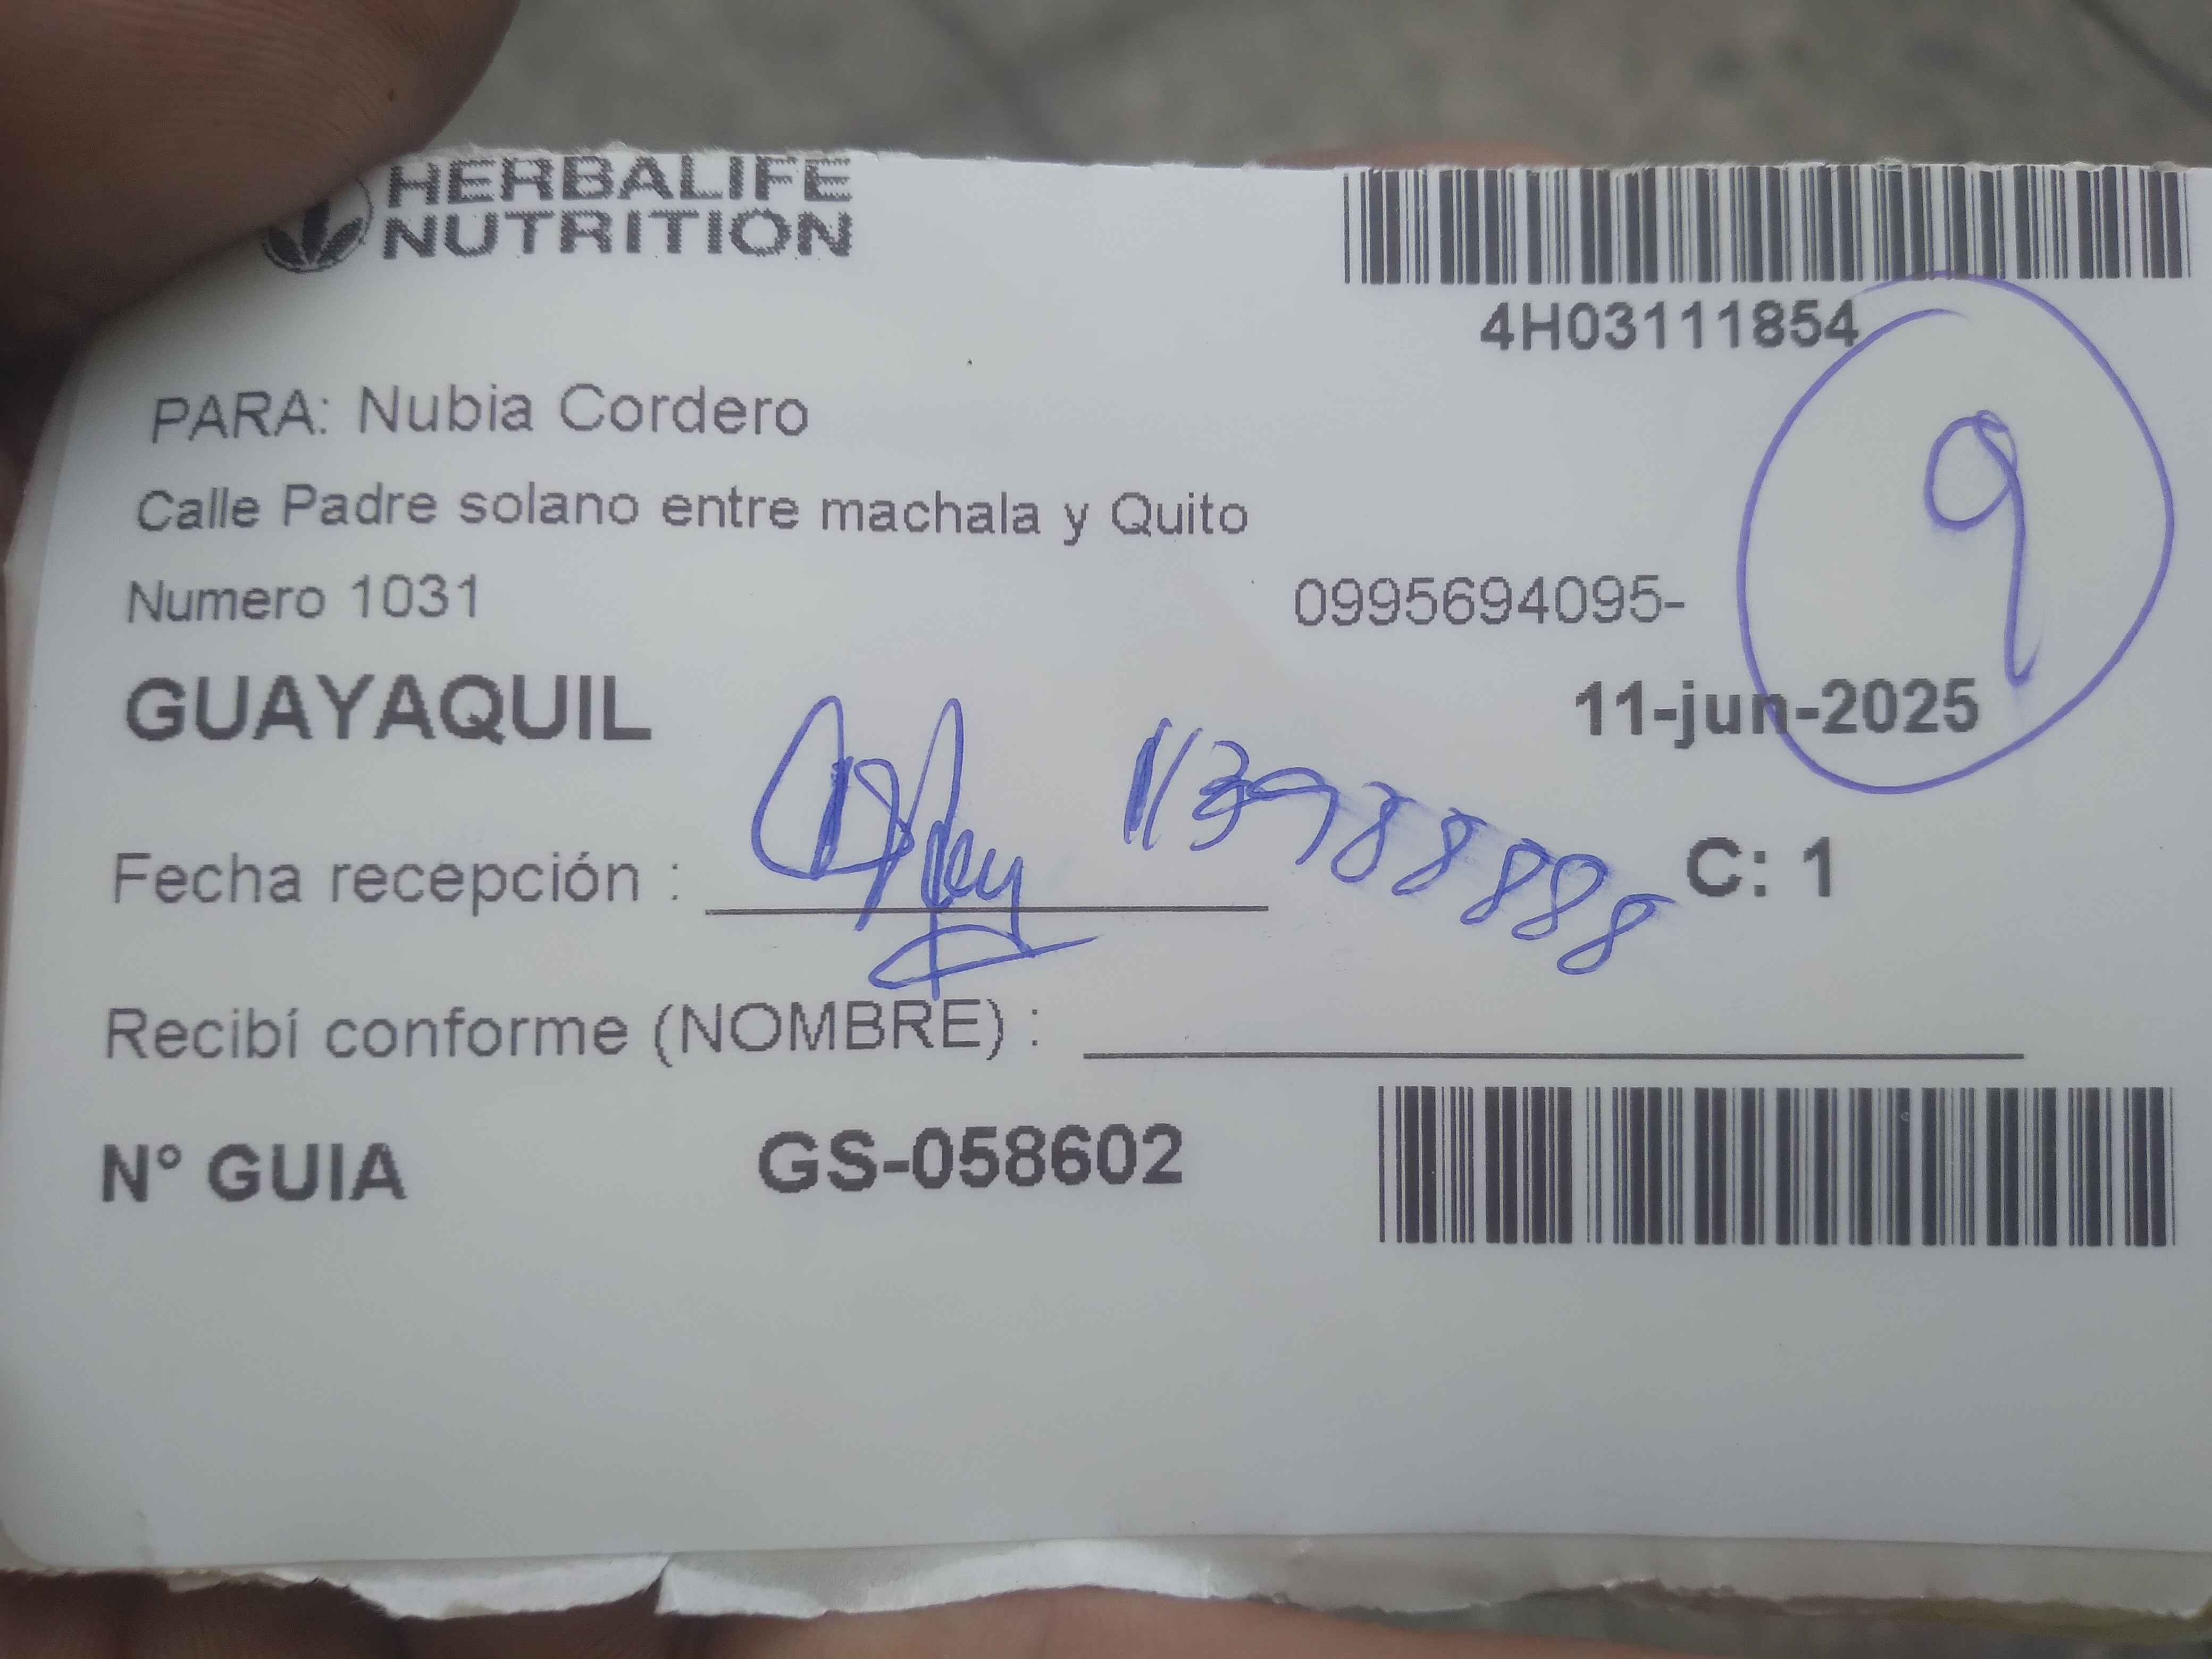 HERBALIFE
NUTRITION
4H03111854
9
PARA: Nubia Cordero
Calle Padre solano entre machala y Quito
Numero 1031
0995694095-
GUAYAQUIL
11-jun-2025
Fecha recepción :
C: 1
Recibí conforme (NOMBRE) :
N° GUIA GS-058602